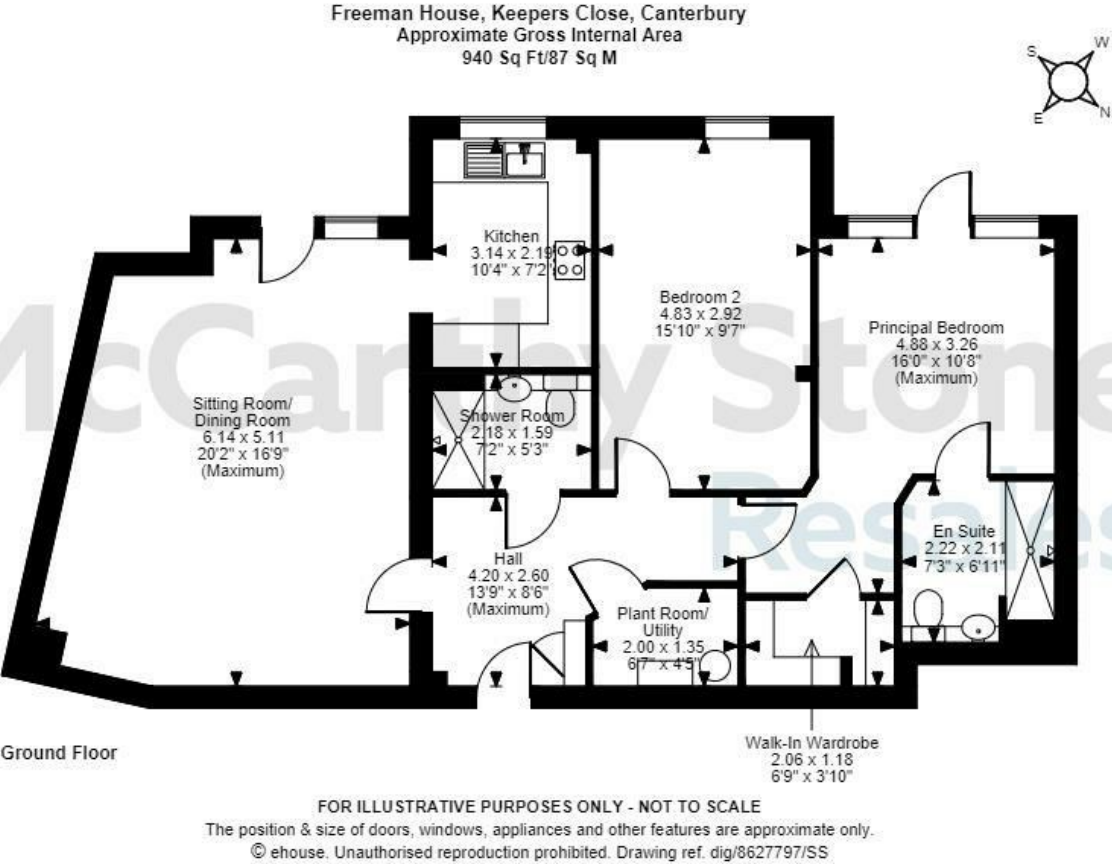 Freeman House, Keepers Close, Canterbury
Approximate Gross Internal Area
940 Sq Ft/87 Sq M
S
W
E
N
Kitchen
3.14 x 2.19
10'4" x 7'2"
Bedroom 2
4.83 x 2.92
15'10" x 9'7"
Principal Bedroom
4.88 x 3.26
16'0" x 10'8"
(Maximum)
McCarthy Stone
Resales
Sitting Room/
Dining Room
6.14 x 5.11
20'2" x 16'9"
(Maximum)
Shower Room
2.18 x 1.59
7'2" x 5'3"
Hall
4.20 x 2.60
13'9" x 8'6"
(Maximum)
En Suite
2.22 x 2.11
7'3" x 6'11"
Plant Room/
Utility
2.00 x 1.35
6'7" x 4'5"
Walk-In Wardrobe
2.06 x 1.18
6'9" x 3'10"
Ground Floor
FOR ILLUSTRATIVE PURPOSES ONLY - NOT TO SCALE
The position & size of doors, windows, appliances and other features are approximate only.
© ehouse. Unauthorised reproduction prohibited. Drawing ref. dig/8627797/SS